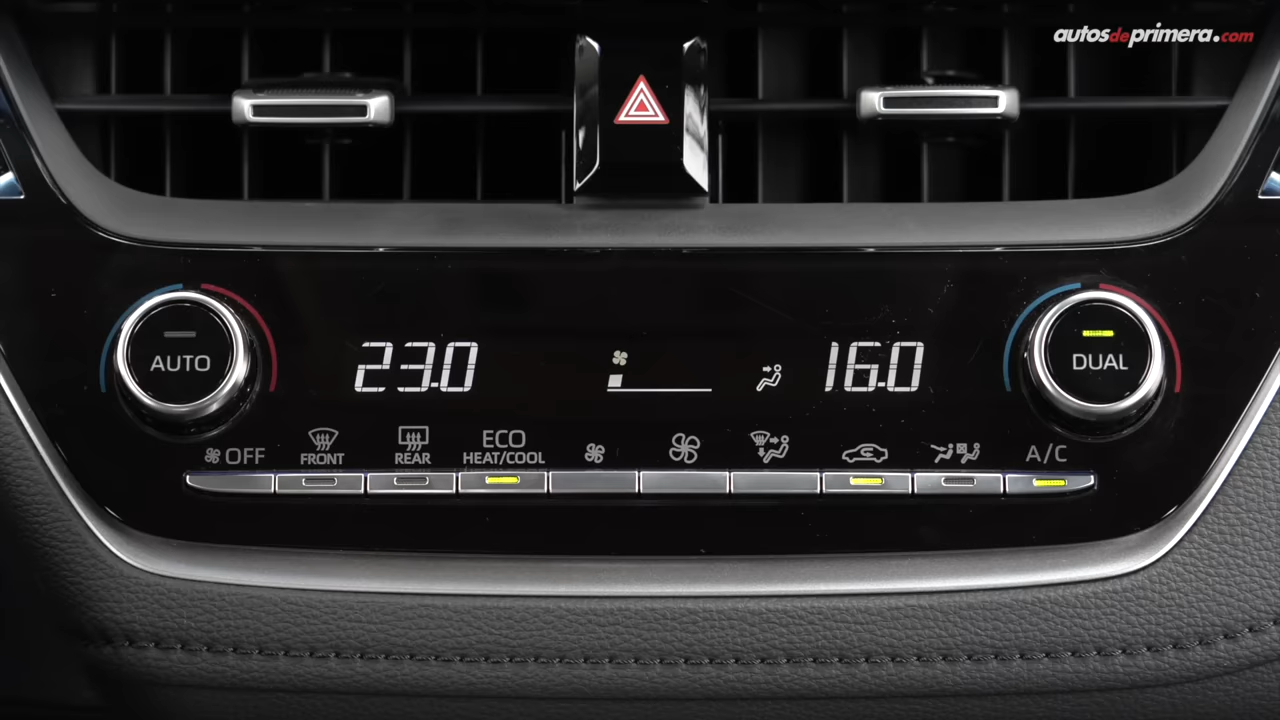 autosdeprimera.com
AUTO
23.0
16.0
DUAL
OFF
FRONT
REAR
ECO
HEAT/COOL
A/C